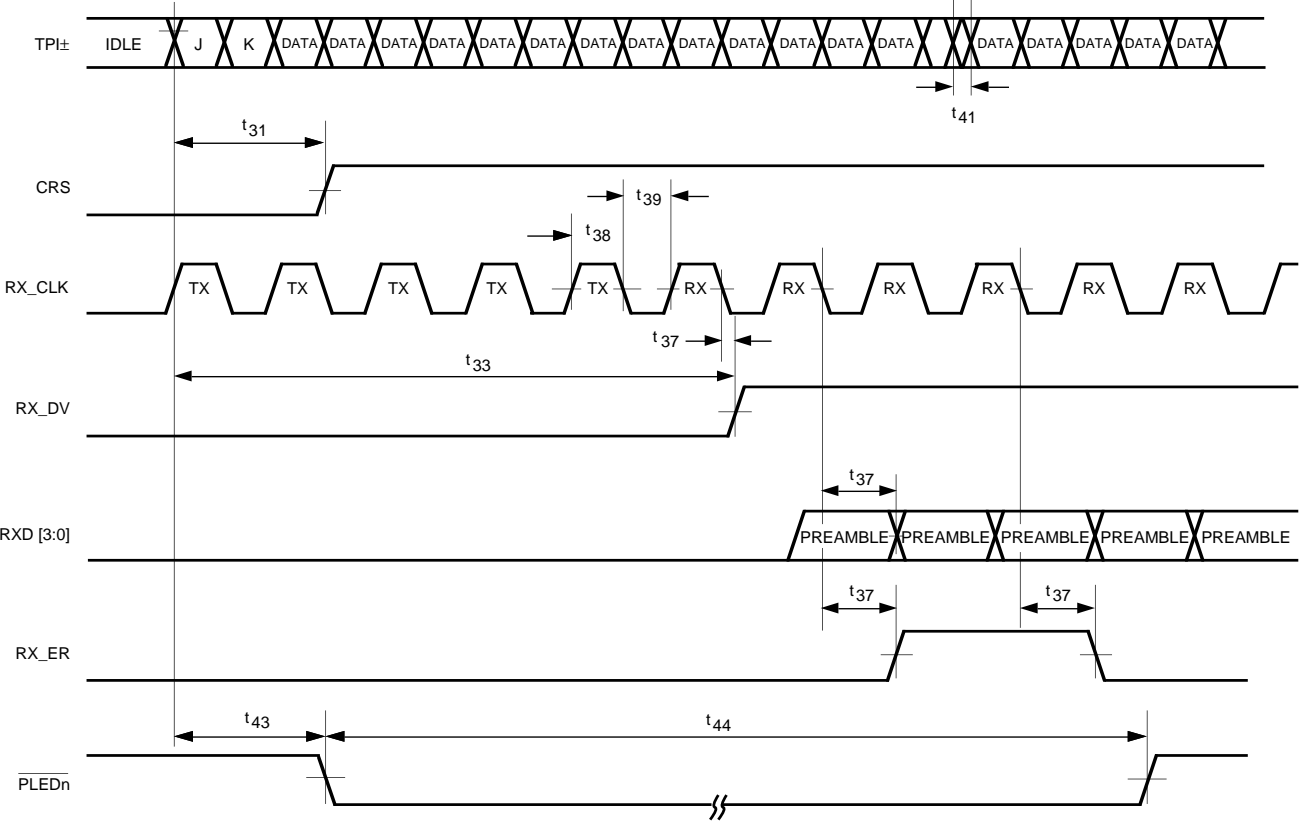 TPI± IDLE J K DATA DATA DATA DATA DATA DATA DATA DATA DATA DATA DATA DATA DATA DATA DATA DATA DATA DATA
t41
t31
CRS
t39
t38
RX_CLK TX TX TX TX TX RX RX RX RX RX RX
t37
t33
RX_DV
t37
RXD [3:0] PREAMBLE PREAMBLE PREAMBLE PREAMBLE PREAMBLE
t37 t37
RX_ER
t43 t44
PLEDn